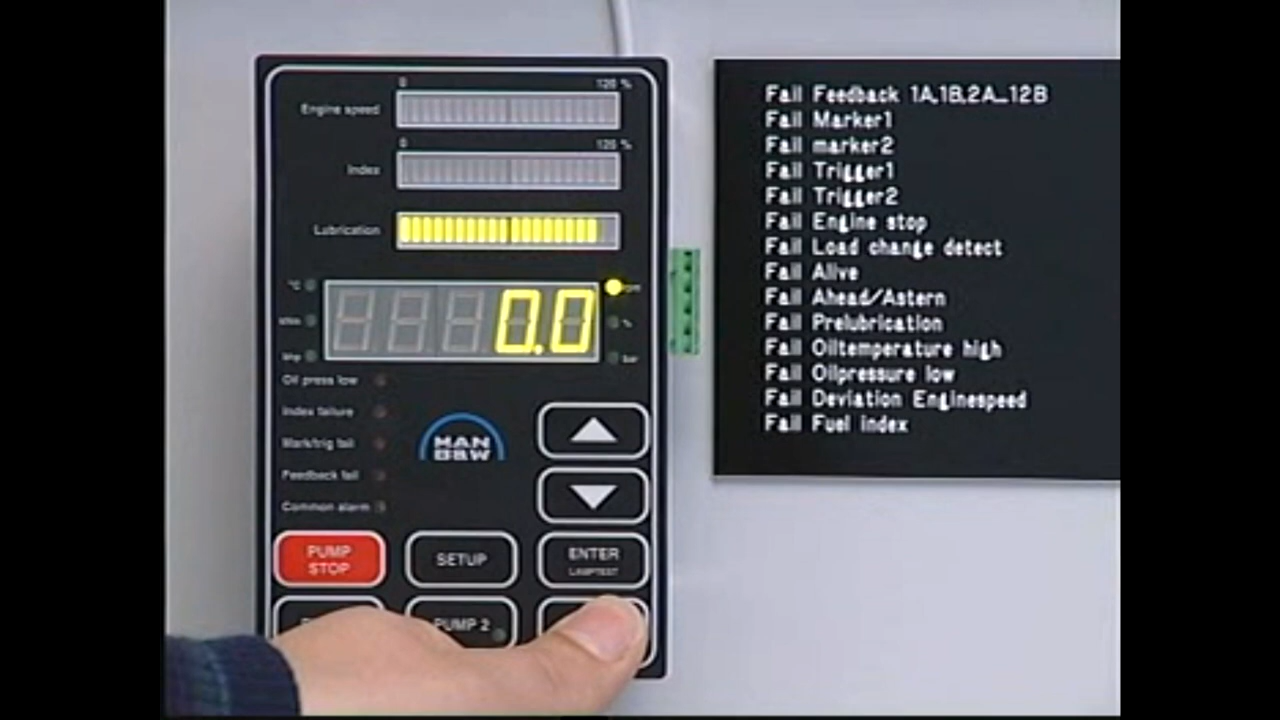 0 120 %
Engine speed
0 120 %
Index
Lubrication
°C
0.0
rpm
%
bhp
bar
Oil press low
Index failure
Mark/trig fail
Feedback fail
Common alarm
MAN
B&W
PUMP
STOP
SETUP
ENTER
LAMPTEST
PUMP 2
Fail Feedback 1A,1B,2A...12B
Fail Marker1
Fail marker2
Fail Trigger1
Fail Trigger2
Fail Engine stop
Fail Load change detect
Fail Alive
Fail Ahead/Astern
Fail Prelubrication
Fail Oiltemperature high
Fail Oilpressure low
Fail Deviation Enginespeed
Fail Fuel index